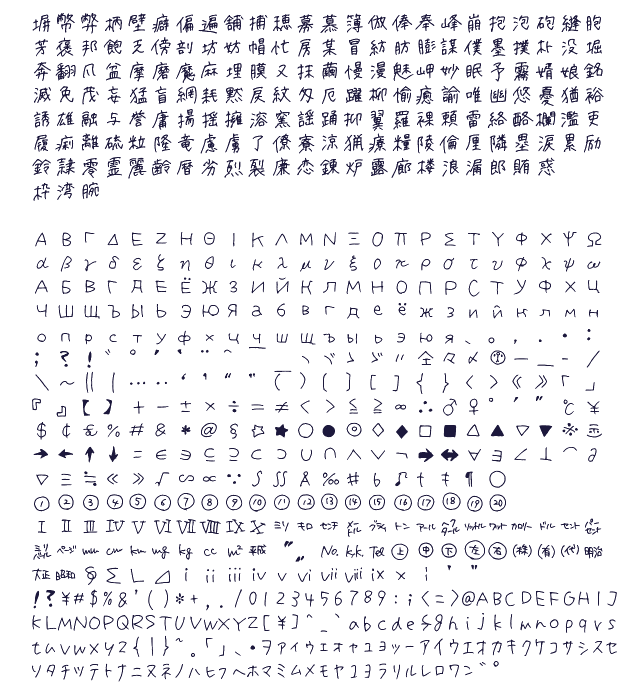 塀 幣 弊 柄 壁 癖 偏 遍 舗 捕 穂 募 慕 簿 倣 俸 奉 峰 崩 抱 泡 砲 縫 胞
芳 褒 邦 飽 乏 傍 剖 坊 妨 帽 忙 房 某 冒 紡 肪 膨 謀 僕 墨 撲 朴 没 堀
奔 翻 凡 盆 摩 磨 魔 麻 埋 膜 又 抹 繭 慢 漫 魅 岬 妙 眠 矛 霧 婿 娘 銘
滅 免 茂 妄 猛 盲 網 耗 黙 戻 紋 匁 厄 躍 柳 愉 癒 諭 唯 幽 悠 憂 猶 裕
誘 雄 融 与 誉 庸 揚 揺 擁 溶 窯 謡 踊 抑 翼 羅 裸 頼 雷 絡 酪 欄 濫 吏
履 痢 離 硫 粒 隆 竜 慮 虜 了 僚 寮 涼 猟 療 糧 陵 倫 厘 隣 塁 涙 累 励
鈴 隷 零 霊 麗 齢 暦 劣 烈 裂 廉 恋 錬 炉 露 廊 楼 浪 漏 郎 賄 惑
枠 湾 腕
Α Β Γ Δ Ε Ζ Η Θ Ι Κ Λ Μ Ν Ξ Ο Π Ρ Σ Τ Υ Φ Χ Ψ Ω
α β γ δ ε ζ η θ ι κ λ μ ν ξ ο π ρ σ τ υ φ χ ψ ω
А Б В Г Д Е Ё Ж З И Й К Л М Н О П Р С Т У Ф Х Ц
Ч Ш Щ Ъ Ы Ь Э Ю Я а б в г д е ё ж з и й к л м н
о п р с т у ф х ц ч ш щ ъ ы ь э ю я 、 。 , . ・ :
; ? ! ゛ ゜ ´ ｀ ¨ ＾ ￣ ＿ ヽ ヾ ゝ ゞ 〃 仝 々 〆 〇 ー ― ‐ /
\ ～ ‖ | … ‥ ‘ ’ “ ” ( ) 〔 〕 [ ] { } 〈 〉 《 》 「 」
『 』 【 】 + − ± × ÷ = ≠ < > ≦ ≧ ∞ ∴ ♂ ♀ ° ′ ″ ℃ ¥
$ ¢ £ % # & * @ § ☆ ★ ○ ● ◎ ◇ ◆ □ ■ △ ▲ ▽ ▼ ※ 〒
→ ← ↑ ↓ 〓 ∈ ∋ ⊆ ⊇ ⊂ ⊃ ∪ ∩ ∧ ∨ ¬ ⇒ ⇔ ∀ ∃ ∠ ⊥ ⌒ ∂
∇ ≡ ≒ ≪ ≫ √ ∽ ∝ ∵ ∫ ∬ Å ‰ ♯ ♭ ♪ † ‡ ¶ ◯
① ② ③ ④ ⑤ ⑥ ⑦ ⑧ ⑨ ⑩ ⑪ ⑫ ⑬ ⑭ ⑮ ⑯ ⑰ ⑱ ⑲ ⑳
Ⅰ Ⅱ Ⅲ Ⅳ Ⅴ Ⅵ Ⅶ Ⅷ Ⅸ Ⅹ ㍉ ㌔ ㌢ ㍍ ㌘ ㌧ ㌃ ㌶ ㍑ ㍗ ㌍ ㌦ ㌣ ㌫
㍊ ㌻ ㎜ ㎝ ㎞ ㎎ ㎏ ㏄ ㎡ ㍻ 〝 〟 № ㏍ ℡ ㊤ ㊥ ㊦ ㊧ ㊨ ㈱ ㈲ ㈹ ㍾
㍽ ㍼ ∮ ∑ ∟ ⊿ ⅰ ⅱ ⅲ ⅳ ⅴ ⅵ ⅶ ⅷ ⅸ ⅹ ￤ ＇ ＂
!?¥#$%&'()*+,./0123456789:;<=>@ABCDEFGHIJ
KLMNOPQRSTUVWXYZ[¥]^_`abcdefghijklmnopqrs
tuvwxyz{|}~。「」、・ヲァィゥェォャュョッーアイウエオカキクケコサシスセ
ソタチツテトナニヌネノハヒフヘホマミムメモヤユヨラリルレロワン゛゜